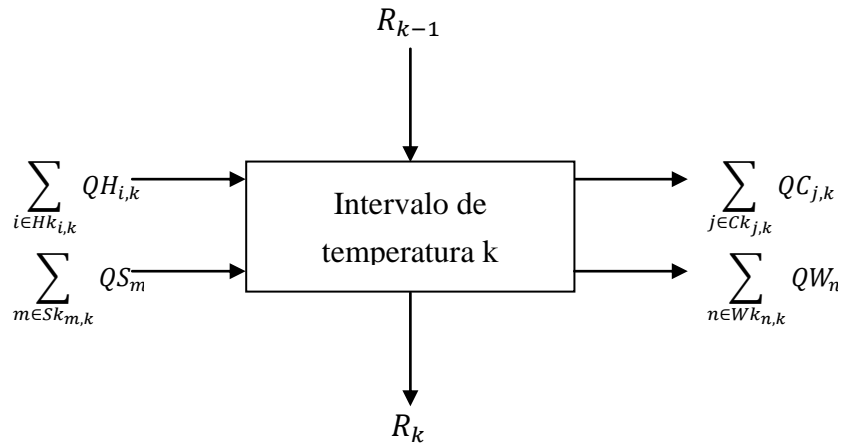 R_{k−1}
∑_{i∈Hk_{i,k}} QH_{i,k}
∑_{j∈Ck_{j,k}} QC_{j,k}
Intervalo de
temperatura k
∑_{m∈Sk_{m,k}} QS_m
∑_{n∈Wk_{n,k}} QW_n
R_k